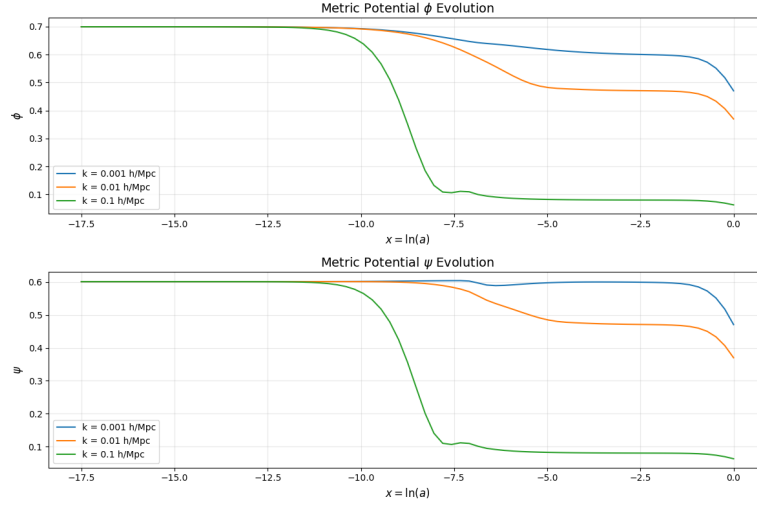 Metric Potential ϕ Evolution
0.7
0.6
0.5
0.4
0.3
0.2
0.1
ϕ
k = 0.001 h/Mpc
k = 0.01 h/Mpc
k = 0.1 h/Mpc
−17.5 −15.0 −12.5 −10.0 −7.5 −5.0 −2.5 0.0
x = ln(a)
Metric Potential ψ Evolution
0.6
0.5
0.4
0.3
0.2
0.1
ψ
k = 0.001 h/Mpc
k = 0.01 h/Mpc
k = 0.1 h/Mpc
−17.5 −15.0 −12.5 −10.0 −7.5 −5.0 −2.5 0.0
x = ln(a)